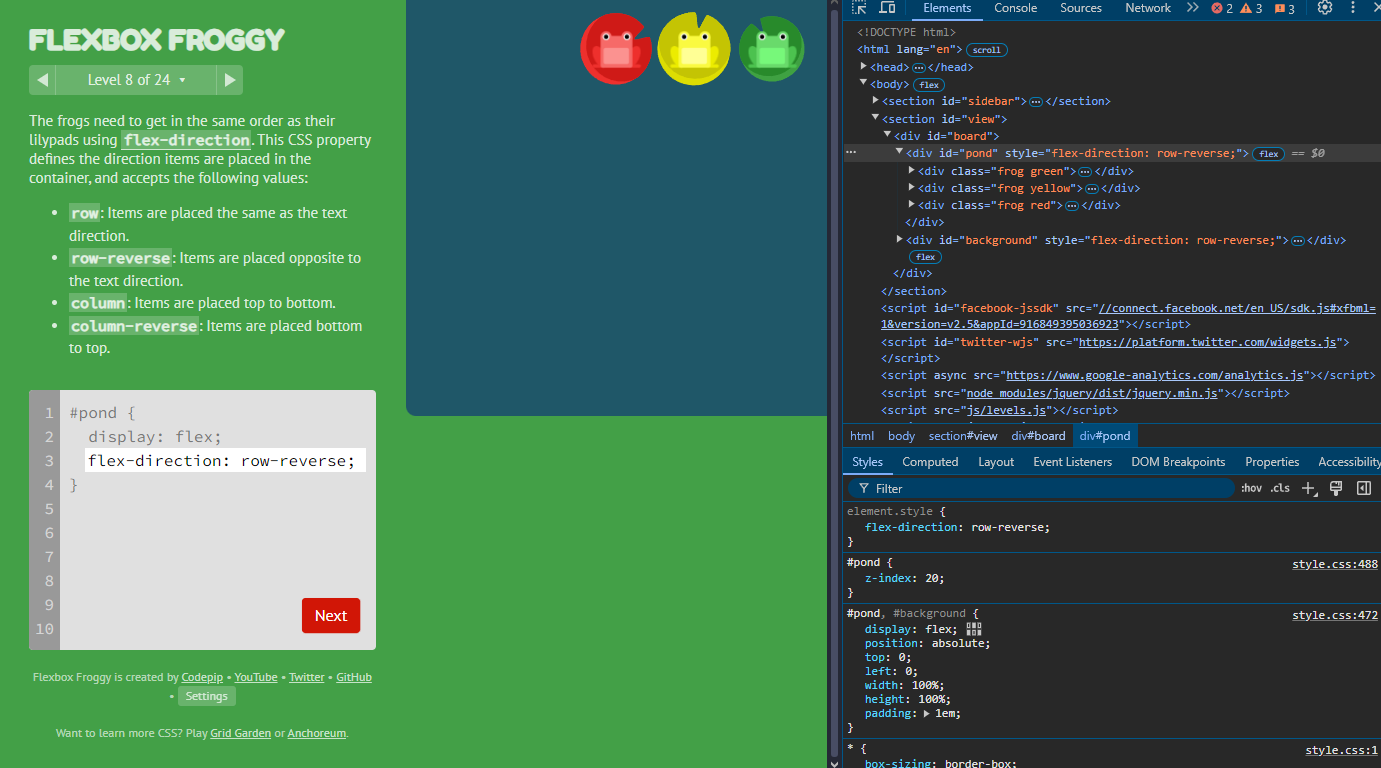 FLEXBOX FROGGY
Level 8 of 24
The frogs need to get in the same order as their
lilypads using flex-direction. This CSS property
defines the direction items are placed in the
container, and accepts the following values:
• row: Items are placed the same as the text
direction.
• row-reverse: Items are placed opposite to
the text direction.
• column: Items are placed top to bottom.
• column-reverse: Items are placed bottom
to top.
1 #pond {
2 display: flex;
3 flex-direction: row-reverse;
4 }
5
6
7
8
9
10
Next
Flexbox Froggy is created by Codepip • YouTube • Twitter • GitHub
• Settings
Want to learn more CSS? Play Grid Garden or Anchoreum.
Elements Console Sources Network 2 3 3
<!DOCTYPE html>
<html lang="en"> scroll
<head> … </head>
<body> flex
<section id="sidebar"> … </section>
<section id="view">
<div id="board">
… <div id="pond" style="flex-direction: row-reverse;"> flex == $0
<div class="frog green"> … </div>
<div class="frog yellow"> … </div>
<div class="frog red"> … </div>
</div>
<div id="background" style="flex-direction: row-reverse;"> … </div>
flex
</div>
</section>
<script id="facebook-jssdk" src="//connect.facebook.net/en_US/sdk.js#xfbml=
1&version=v2.5&appId=916849395036923"></script>
<script id="twitter-wjs" src="https://platform.twitter.com/widgets.js">
</script>
<script async src="https://www.google-analytics.com/analytics.js"></script>
<script src="node_modules/jquery/dist/jquery.min.js"></script>
<script src="js/levels.js"></script>
html body section#view div#board div#pond
Styles Computed Layout Event Listeners DOM Breakpoints Properties Accessibility
Filter :hov .cls
element.style {
flex-direction: row-reverse;
}
#pond { style.css:488
z-index: 20;
}
#pond, #background { style.css:472
display: flex;
position: absolute;
top: 0;
left: 0;
width: 100%;
height: 100%;
padding: 1em;
}
* { style.css:1
box-sizing: border-box;